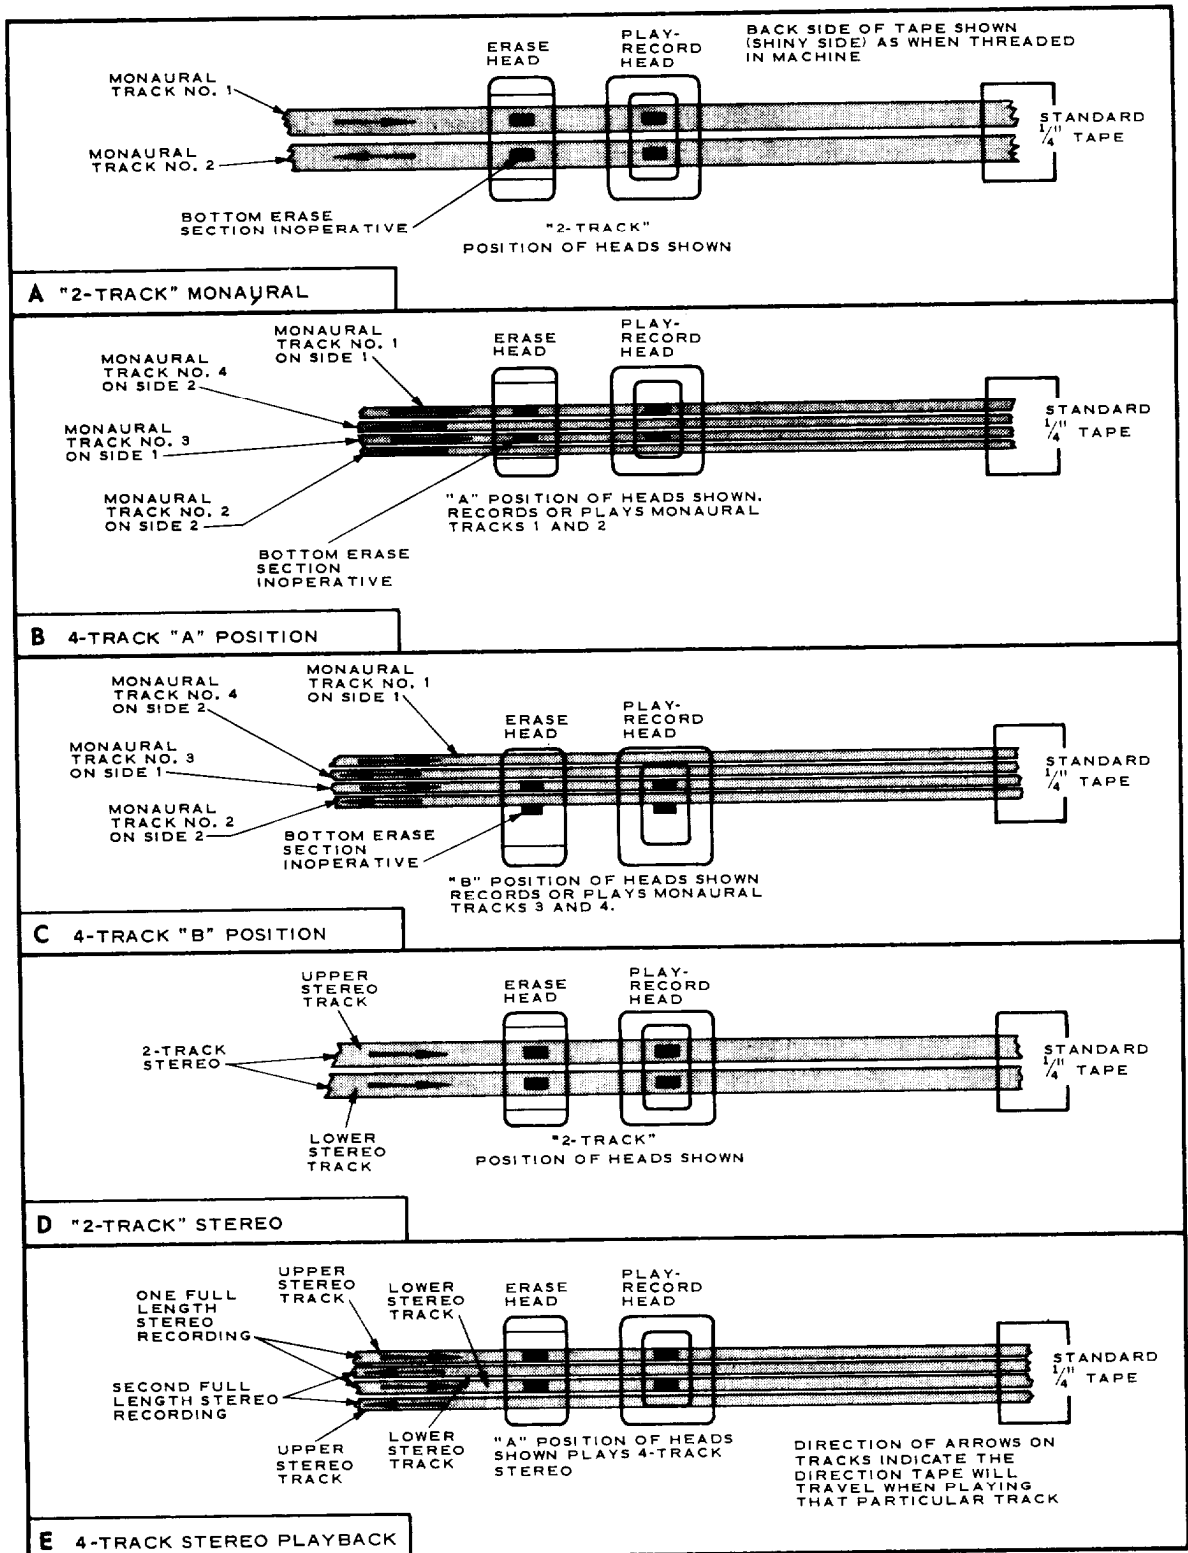 BACK SIDE OF TAPE SHOWN
(SHINY SIDE) AS WHEN THREADED
IN MACHINE
ERASE
HEAD
PLAY-
RECORD
HEAD
MONAURAL
TRACK NO. 1
MONAURAL
TRACK NO. 2
STANDARD
1/4" TAPE
BOTTOM ERASE
SECTION INOPERATIVE
"2-TRACK"
POSITION OF HEADS SHOWN
A "2-TRACK" MONAURAL
MONAURAL
TRACK NO. 1
ON SIDE 1
MONAURAL
TRACK NO. 4
ON SIDE 2
MONAURAL
TRACK NO. 3
ON SIDE 1
MONAURAL
TRACK NO. 2
ON SIDE 2
ERASE
HEAD
PLAY-
RECORD
HEAD
STANDARD
1/4" TAPE
"A" POSITION OF HEADS SHOWN.
RECORDS OR PLAYS MONAURAL
TRACKS 1 AND 2
BOTTOM ERASE
SECTION
INOPERATIVE
B 4-TRACK "A" POSITION
MONAURAL
TRACK NO. 4
ON SIDE 2
MONAURAL
TRACK NO. 1
ON SIDE 1
MONAURAL
TRACK NO. 3
ON SIDE 1
MONAURAL
TRACK NO. 2
ON SIDE 2
ERASE
HEAD
PLAY-
RECORD
HEAD
STANDARD
1/4" TAPE
BOTTOM ERASE
SECTION
INOPERATIVE
"B" POSITION OF HEADS SHOWN
RECORDS OR PLAYS MONAURAL
TRACKS 3 AND 4.
C 4-TRACK "B" POSITION
UPPER
STEREO
TRACK
ERASE
HEAD
PLAY-
RECORD
HEAD
2-TRACK
STEREO
STANDARD
1/4" TAPE
LOWER
STEREO
TRACK
"2-TRACK"
POSITION OF HEADS SHOWN
D "2-TRACK" STEREO
UPPER
STEREO
TRACK
LOWER
STEREO
TRACK
ERASE
HEAD
PLAY-
RECORD
HEAD
ONE FULL
LENGTH
STEREO
RECORDING
SECOND FULL
LENGTH STEREO
RECORDING
STANDARD
1/4" TAPE
UPPER
STEREO
TRACK
LOWER
STEREO
TRACK
"A" POSITION OF HEADS
SHOWN PLAYS 4-TRACK
STEREO
DIRECTION OF ARROWS ON
TRACKS INDICATE THE
DIRECTION TAPE WILL
TRAVEL WHEN PLAYING
THAT PARTICULAR TRACK
E 4-TRACK STEREO PLAYBACK